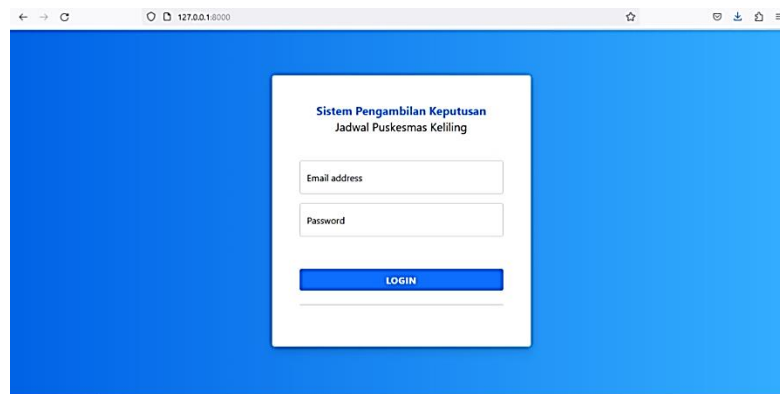 127.0.0.1:8000
Sistem Pengambilan Keputusan
Jadwal Puskesmas Keliling
Email address
Password
LOGIN